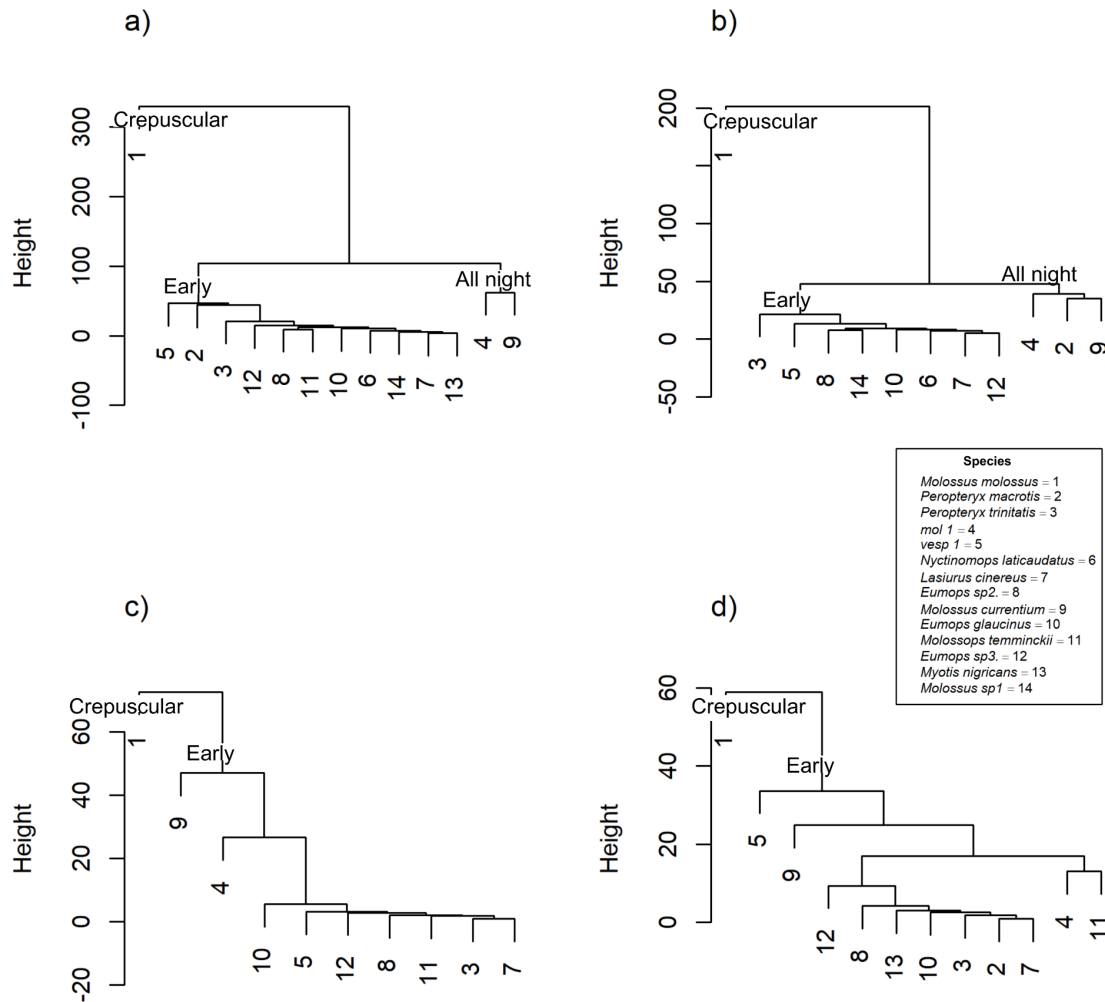 a)
Height
300
200
100
0
-100
Crepuscular
Early
All night
1
5
2
3
12
8
11
10
6
14
7
13
4
9
b)
Height
200
100
50
0
-50
Crepuscular
Early
All night
1
3
5
8
14
10
6
7
12
4
2
9
Species
Molossus molossus = 1
Peropteryx macrotis = 2
Peropteryx trinitatis = 3
mol 1 = 4
vesp 1 = 5
Nyctinomops laticaudatus = 6
Lasiurus cinereus = 7
Eumops sp2. = 8
Molossus currentium = 9
Eumops glaucinus = 10
Molossops temminckii = 11
Eumops sp3. = 12
Myotis nigricans = 13
Molossus sp1 = 14
c)
Height
60
40
20
0
-20
Crepuscular
Early
1
9
4
10
5
12
8
11
3
7
d)
Height
60
40
20
0
Crepuscular
Early
1
5
9
12
8
13
10
3
2
7
4
11